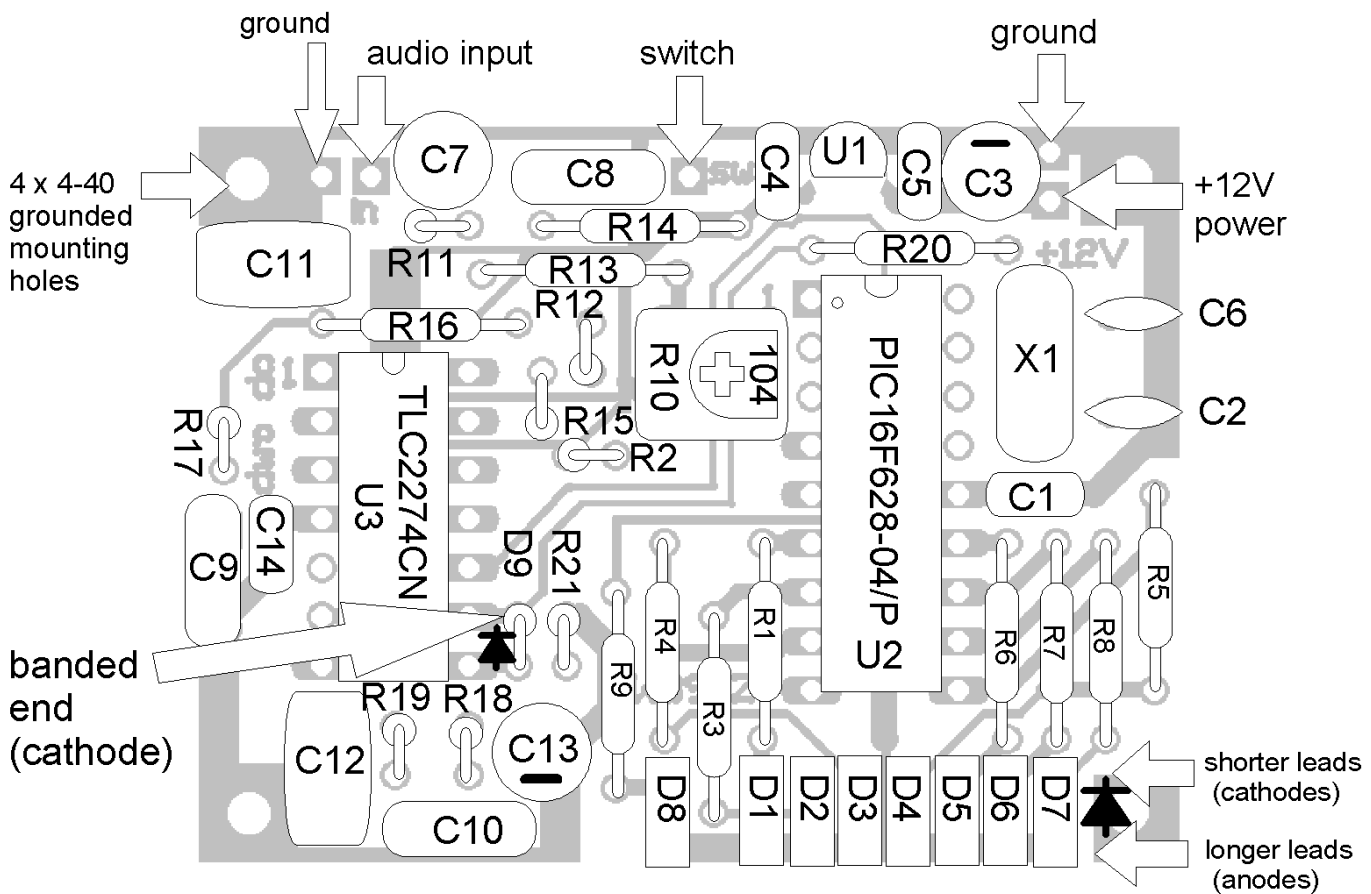 ground
audio input
switch
ground
4 x 4-40
grounded
mounting
holes
+12V
power
C7
C8
C4
U1
C5
C3
SW
In
R14
R11
R20
+12V
C11
R13
R12
C6
R16
R10
104
1
PIC16F628-04/P
U2
X1
C2
1
TLC2274CN
U3
R17
R15
R2
C1
C9
C14
D9
R21
R4
R1
R5
R6
R7
R8
R9
R3
banded
end
(cathode)
R19
R18
C13
C12
C10
D8
D1
D2
D3
D4
D5
D6
D7
shorter leads
(cathodes)
longer leads
(anodes)